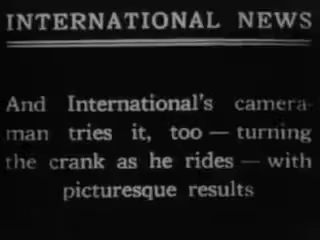 INTERNATIONAL NEWS
And International's camera-
man tries it, too — turning
the crank as he rides — with
picturesque results